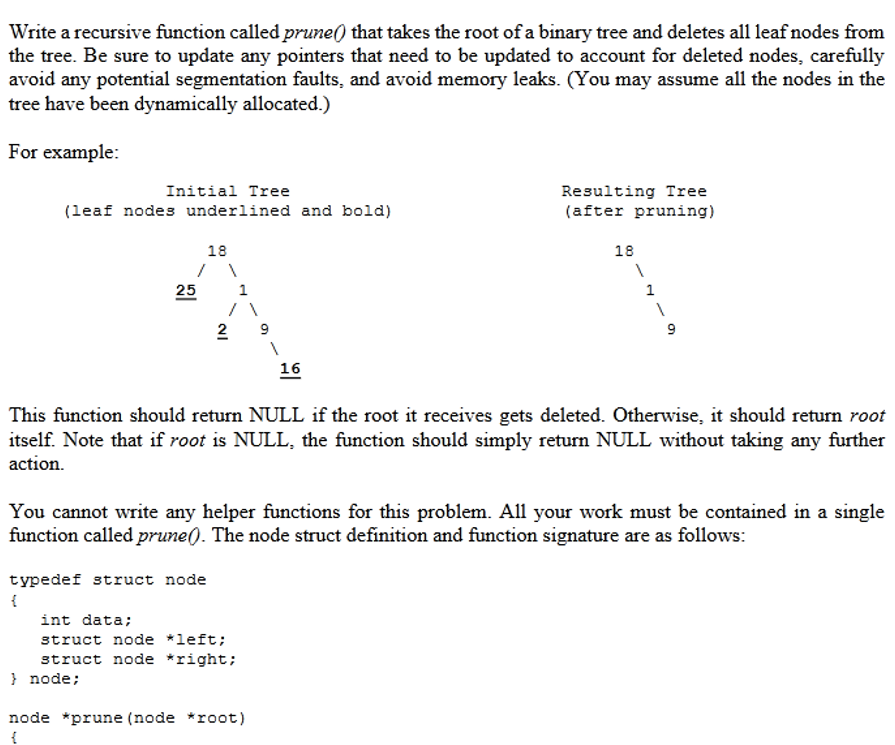 Write a recursive function called prune() that takes the root of a binary tree and deletes all leaf nodes from
the tree. Be sure to update any pointers that need to be updated to account for deleted nodes, carefully
avoid any potential segmentation faults, and avoid memory leaks. (You may assume all the nodes in the
tree have been dynamically allocated.)
For example:
Initial Tree
(leaf nodes underlined and bold)
18
/ \
25 1
/ \
2 9
\
16
Resulting Tree
(after pruning)
18
\
1
\
9
This function should return NULL if the root it receives gets deleted. Otherwise, it should return root
itself. Note that if root is NULL, the function should simply return NULL without taking any further
action.
You cannot write any helper functions for this problem. All your work must be contained in a single
function called prune(). The node struct definition and function signature are as follows:
typedef struct node
{
int data;
struct node *left;
struct node *right;
} node;
node *prune(node *root)
{